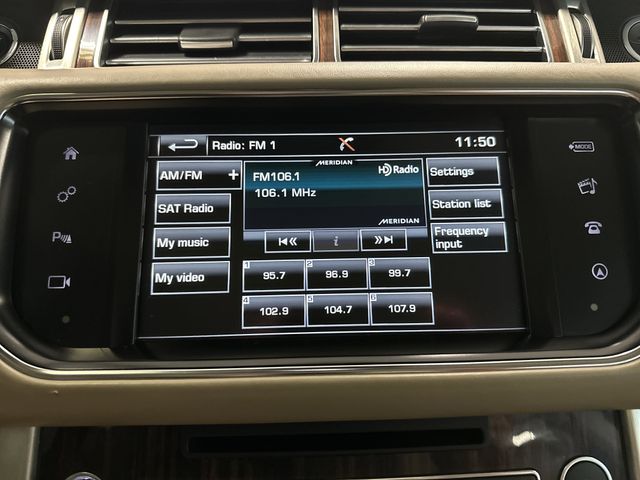 Radio: FM 1
11:50
MERIDIAN
AM/FM +
FM106.1
HD Radio
Settings
106.1 MHz
SAT Radio
Station list
MERIDIAN
My music
i
Frequency
input
My video
1 95.7
2 96.9
3 99.7
4 102.9
5 104.7
6 107.9
MODE
P